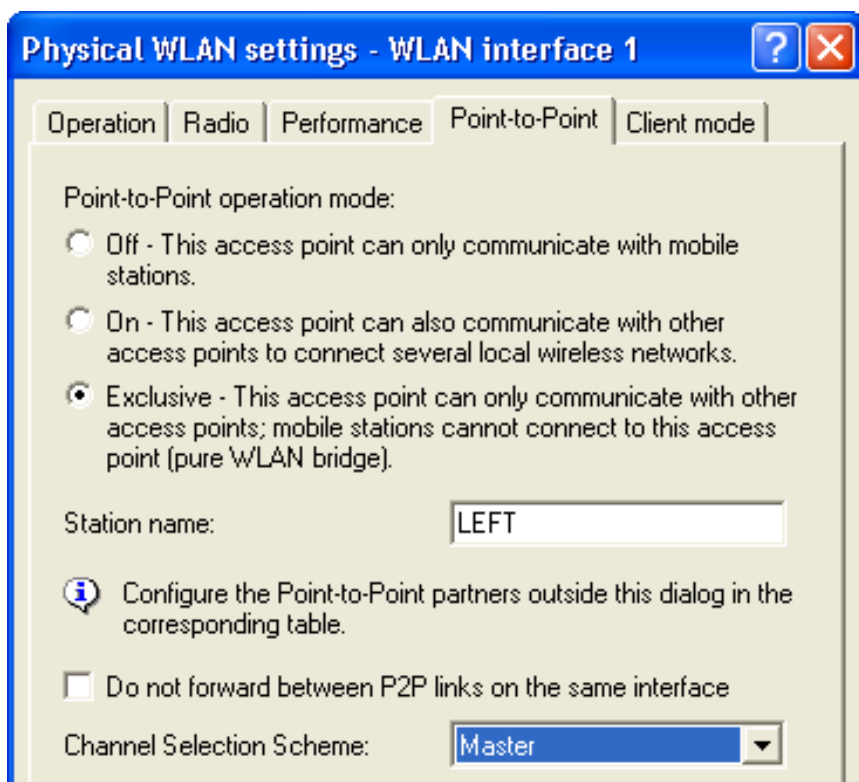 Physical WLAN settings - WLAN interface 1
Operation Radio Performance Point-to-Point Client mode
Point-to-Point operation mode:
Off - This access point can only communicate with mobile
stations.
On - This access point can also communicate with other
access points to connect several local wireless networks.
Exclusive - This access point can only communicate with other
access points; mobile stations cannot connect to this access
point (pure WLAN bridge).
Station name: LEFT
Configure the Point-to-Point partners outside this dialog in the
corresponding table.
Do not forward between P2P links on the same interface
Channel Selection Scheme: Master